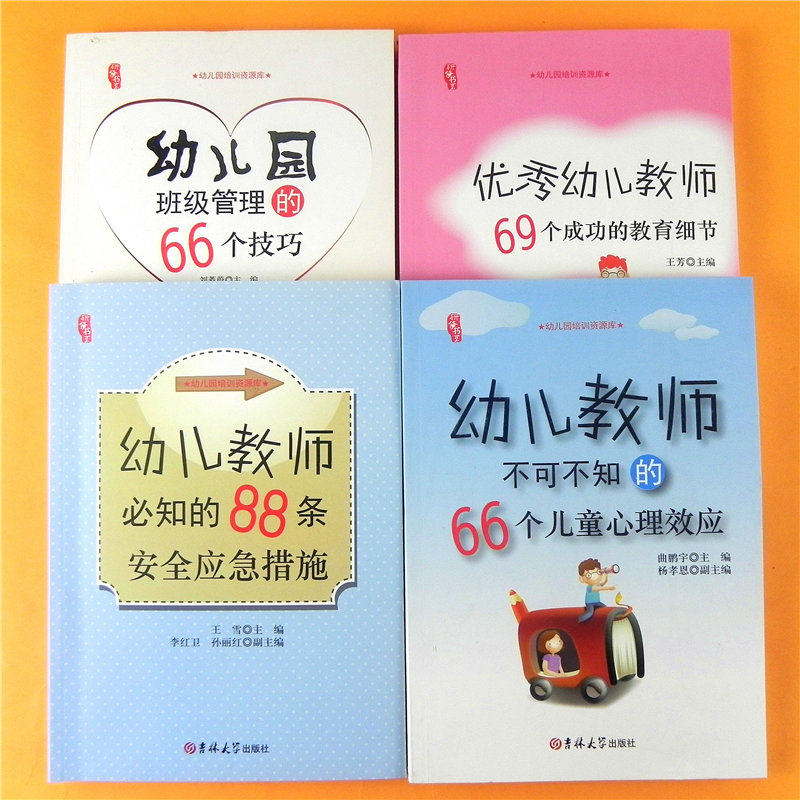 ★幼儿园培训资源库★
幼儿园
班级管理的
66个技巧
主 编
★幼儿园培训资源库★
优秀幼儿教师
69个成功的教育细节
王芳◎主编
★幼儿园培训资源库★
幼儿教师
必知的88条
安全应急措施
王 雪◎主 编
李红卫 孙丽红◎副主编
吉林大学出版社
★幼儿园培训资源库★
幼儿教师
不可不知的
66个儿童心理效应
曲鹏宇◎主 编
杨孝恩◎副主编
吉林大学出版社